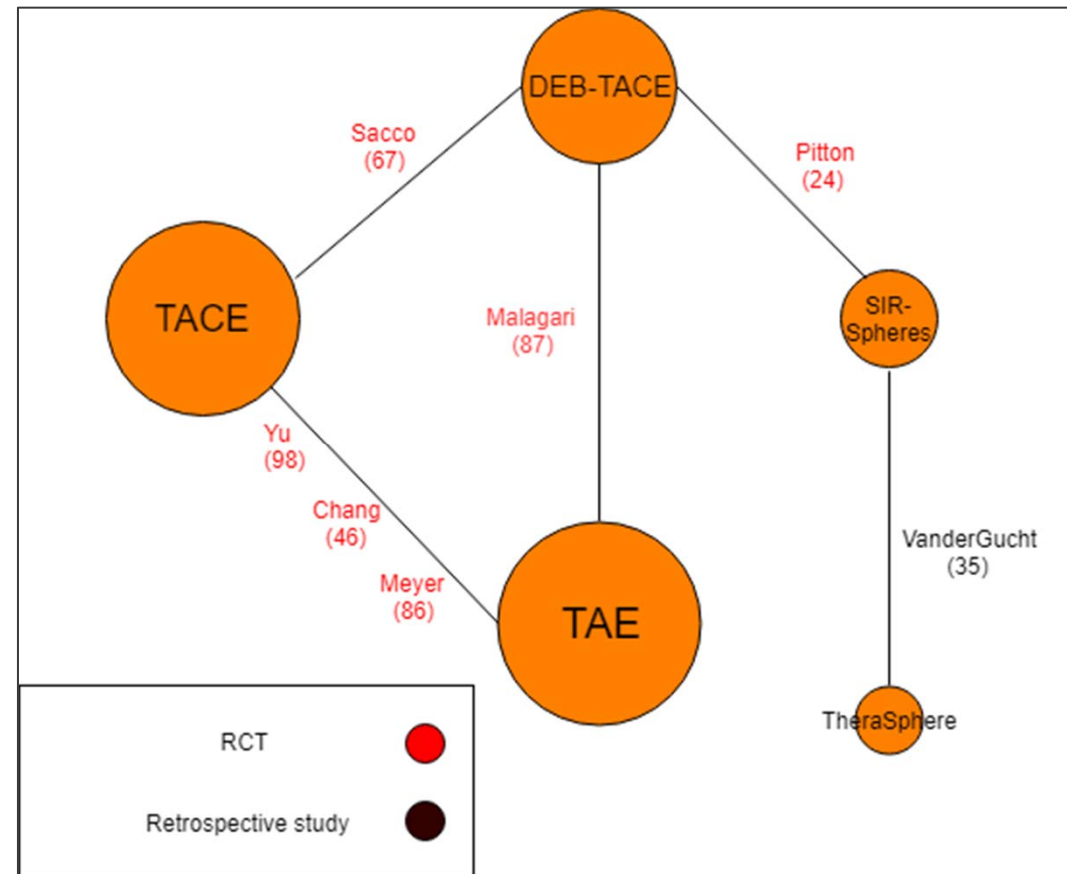 DEB-TACE
Sacco
(67)
Pitton
(24)
TACE
Malagari
(87)
SIR-
Spheres
Yu
(98)
Chang
(46)
Meyer
(86)
VanderGucht
(35)
TAE
TheraSphere
RCT
Retrospective study